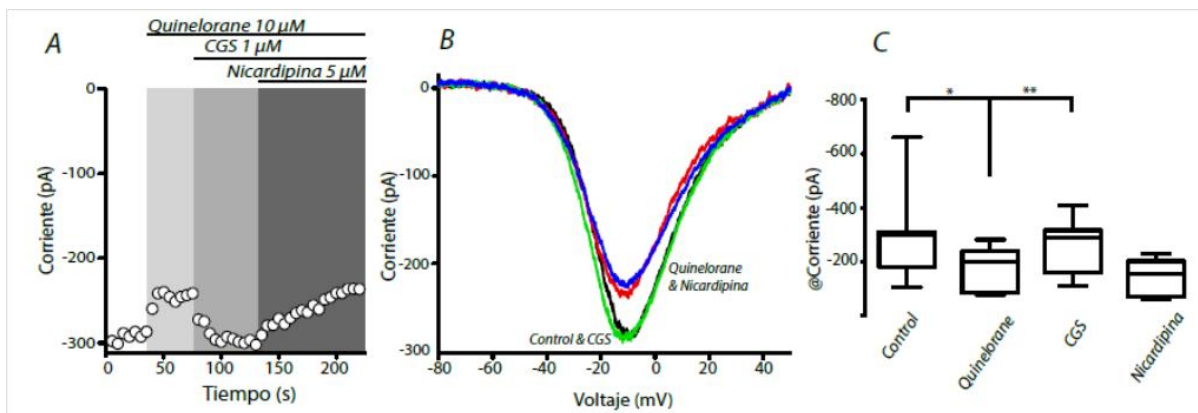 A
Quinelorane 10 µM
CGS 1 µM
Nicardipina 5 µM
0
-100
-200
-300
Corriente (pA)
0
100
200
Tiempo (s)
B
0
-100
-200
-300
Corriente (pA)
-80
-60
-40
-20
0
20
40
Voltaje (mV)
Quinelorane
& Nicardipina
Control & CGS
C
-800
-600
-400
-200
@Corriente (pA)
*
**
Control
Quinelorane
CGS
Nicardipina